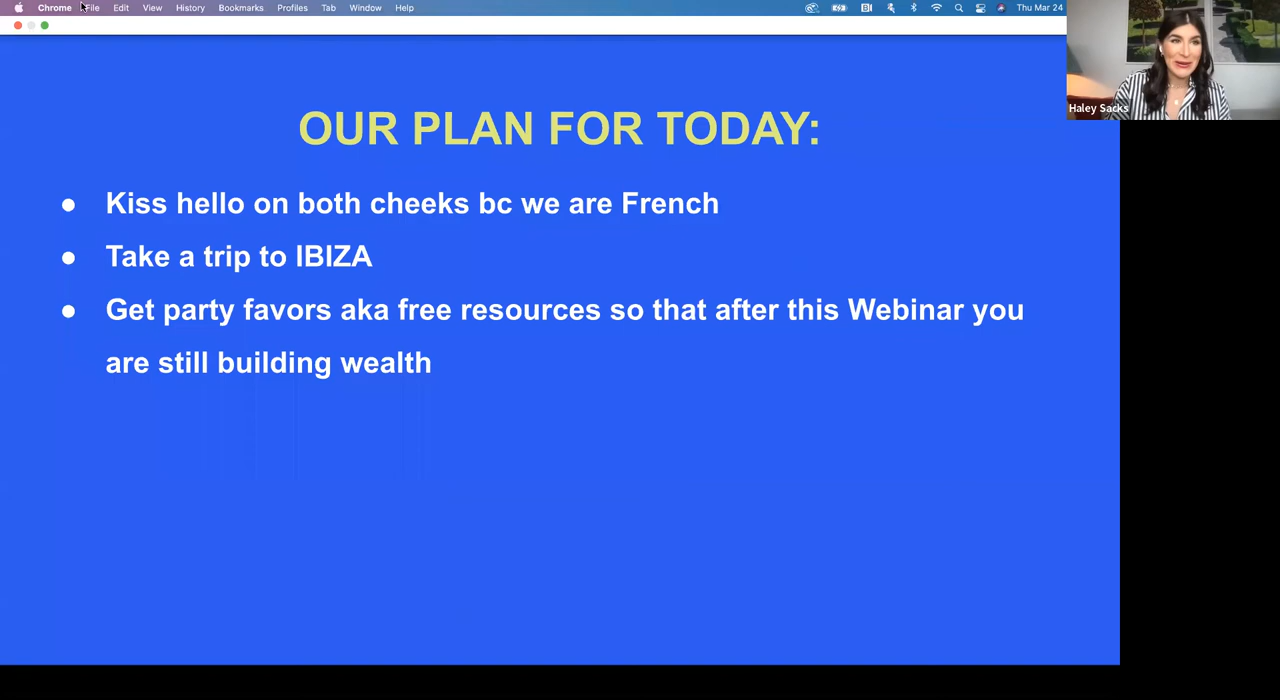 Chrome File Edit View History Bookmarks Profiles Tab Window Help Thu Mar 24
Haley Sacks
OUR PLAN FOR TODAY:
● Kiss hello on both cheeks bc we are French
● Take a trip to IBIZA
● Get party favors aka free resources so that after this Webinar you
are still building wealth